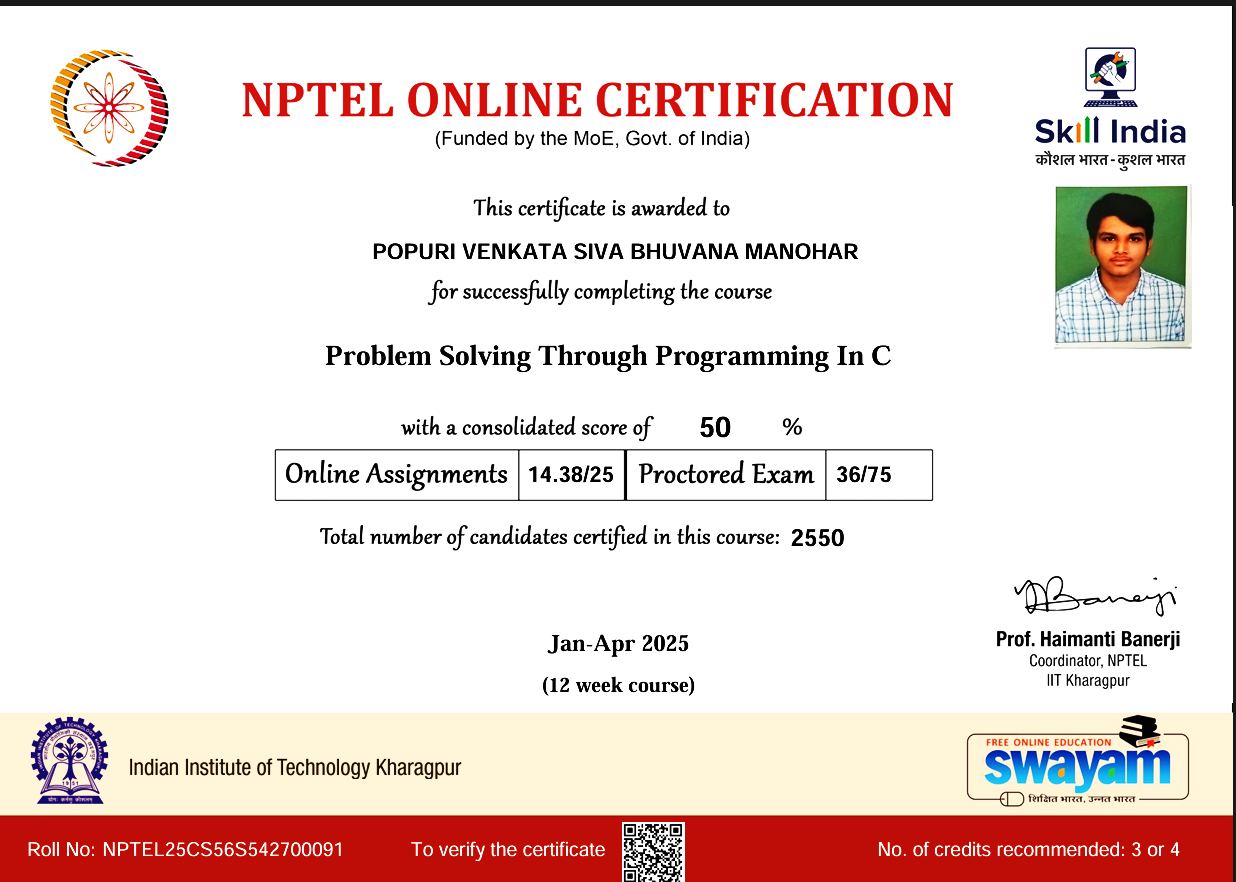 NPTEL ONLINE CERTIFICATION
(Funded by the MoE, Govt. of India)
Skill India
कौशल भारत - कुशल भारत
This certificate is awarded to
POPURI VENKATA SIVA BHUVANA MANOHAR
for successfully completing the course
Problem Solving Through Programming In C
with a consolidated score of 50 %
Online Assignments 14.38/25 Proctored Exam 36/75
Total number of candidates certified in this course: 2550
Jan-Apr 2025
(12 week course)
Banerji
Prof. Haimanti Banerji
Coordinator, NPTEL
IIT Kharagpur
1951
Indian Institute of Technology Kharagpur
FREE ONLINE EDUCATION
swayam
शिक्षित भारत, उन्नत भारत
Roll No: NPTEL25CS56S542700091
To verify the certificate
No. of credits recommended: 3 or 4